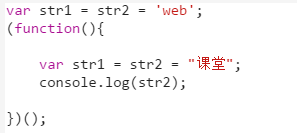 var str1 = str2 = 'web';
(function(){
var str1 = str2 = "课堂";
console.log(str2);
})();